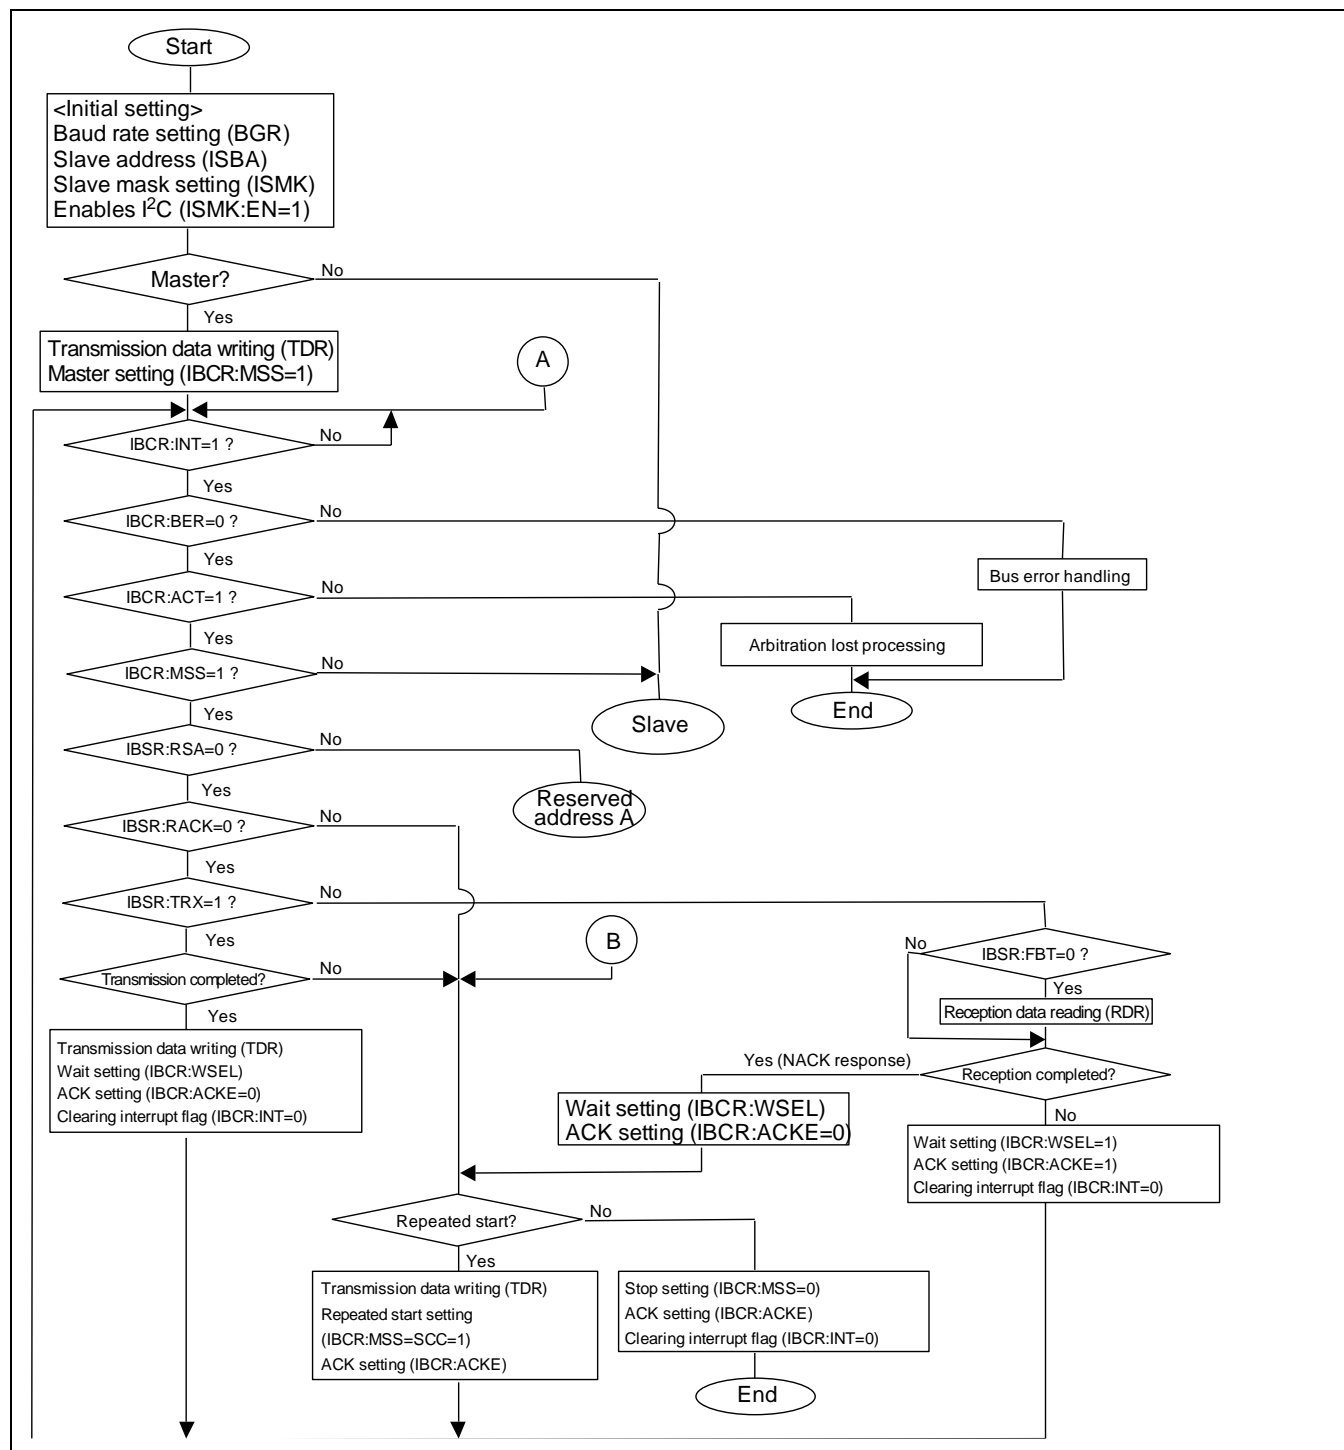 Start
<Initial setting>
Baud rate setting (BGR)
Slave address (ISBA)
Slave mask setting (ISMK)
Enables I²C (ISMK:EN=1)
Master?
No
Yes
Transmission data writing (TDR)
Master setting (IBCR:MSS=1)
A
IBCR:INT=1 ?
No
Yes
IBCR:BER=0 ?
No
Yes
Bus error handling
IBCR:ACT=1 ?
No
Yes
Arbitration lost processing
IBCR:MSS=1 ?
No
Yes
Slave
End
IBSR:RSA=0 ?
No
Yes
Reserved
address A
IBSR:RACK=0 ?
No
Yes
IBSR:TRX=1 ?
No
Yes
B
No
IBSR:FBT=0 ?
Yes
Transmission completed?
No
Yes
Reception data reading (RDR)
Transmission data writing (TDR)
Wait setting (IBCR:WSEL)
ACK setting (IBCR:ACKE=0)
Clearing interrupt flag (IBCR:INT=0)
Yes (NACK response)
Reception completed?
No
Wait setting (IBCR:WSEL)
ACK setting (IBCR:ACKE=0)
Wait setting (IBCR:WSEL=1)
ACK setting (IBCR:ACKE=1)
Clearing interrupt flag (IBCR:INT=0)
Repeated start?
No
Yes
Transmission data writing (TDR)
Repeated start setting
(IBCR:MSS=SCC=1)
ACK setting (IBCR:ACKE)
Stop setting (IBCR:MSS=0)
ACK setting (IBCR:ACKE)
Clearing interrupt flag (IBCR:INT=0)
End